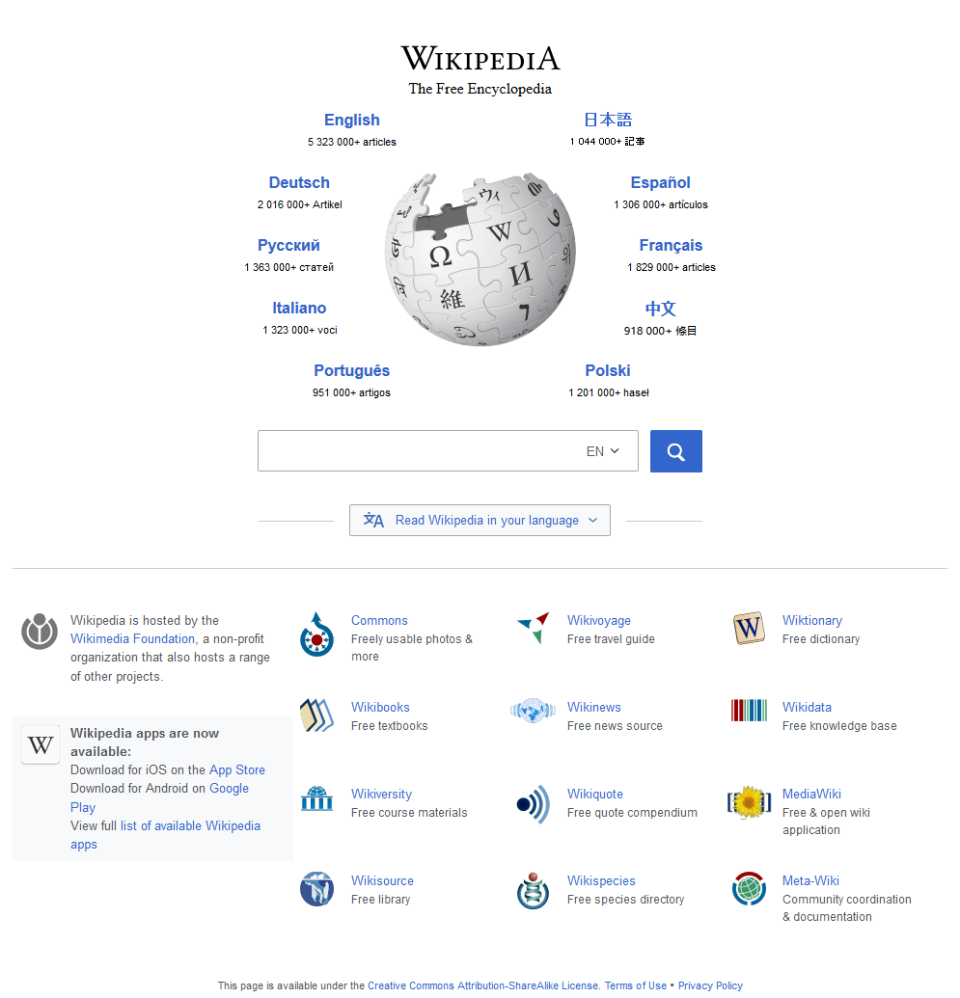 WIKIPEDIA
The Free Encyclopedia
English
5 323 000+ articles
日本語
1 044 000+ 記事
Deutsch
2 016 000+ Artikel
Español
1 306 000+ artículos
Русский
1 363 000+ статей
Français
1 829 000+ articles
Italiano
1 323 000+ voci
中文
918 000+ 條目
Português
951 000+ artigos
Polski
1 201 000+ haseł
Ω
W
ウィ
И
維
7
EN
Read Wikipedia in your language
Wikipedia is hosted by the
Wikimedia Foundation, a non-profit
organization that also hosts a range
of other projects.
W
Wikipedia apps are now
available:
Download for iOS on the App Store
Download for Android on Google
Play
View full list of available Wikipedia
apps
Commons
Freely usable photos &
more
Wikivoyage
Free travel guide
W
Wiktionary
Free dictionary
Wikibooks
Free textbooks
Wikinews
Free news source
Wikidata
Free knowledge base
Wikiversity
Free course materials
Wikiquote
Free quote compendium
MediaWiki
Free & open wiki
application
Wikisource
Free library
Wikispecies
Free species directory
Meta-Wiki
Community coordination
& documentation
This page is available under the Creative Commons Attribution-ShareAlike License. Terms of Use • Privacy Policy